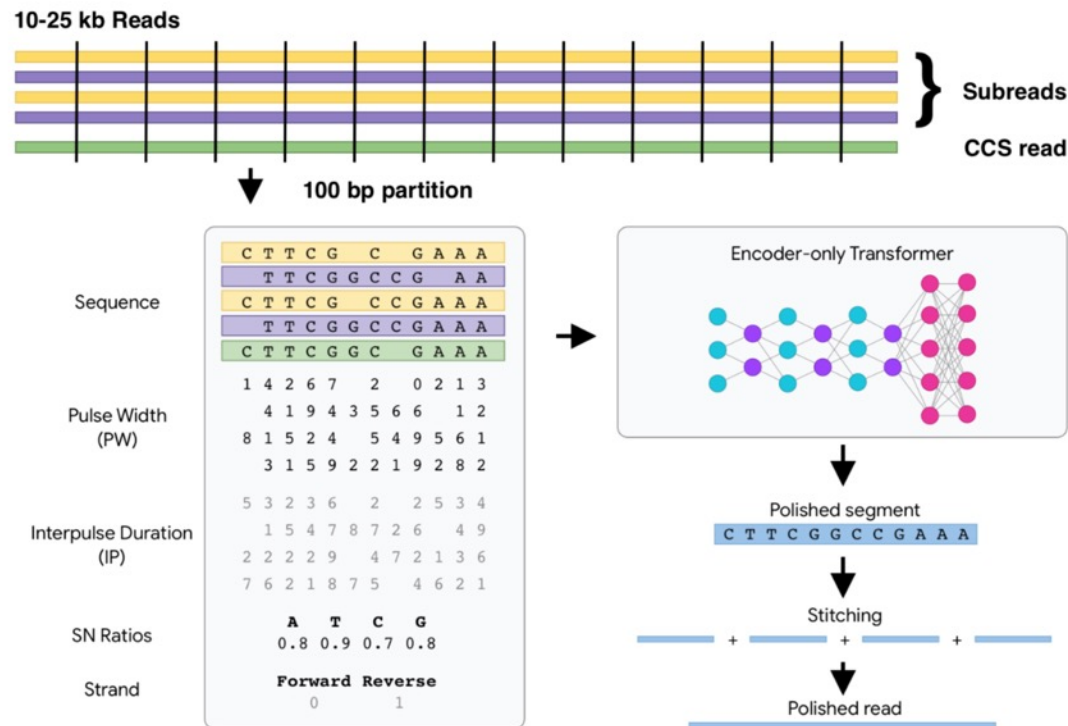 10-25 kb Reads
Subreads
CCS read
100 bp partition
Sequence
C T T C G C G A A A
T T C G G C C G A A
C T T C G C C G A A A
T T C G G C C G A A A
C T T C G G C G A A A
Pulse Width
(PW)
1 4 2 6 7 2 0 2 1 3
4 1 9 4 3 5 6 6 1 2
8 1 5 2 4 5 4 9 5 6 1
3 1 5 9 2 2 1 9 2 8 2
Interpulse Duration
(IP)
5 3 2 3 6 2 2 5 3 4
1 5 4 7 8 7 2 6 4 9
2 2 2 2 9 4 7 2 1 3 6
7 6 2 1 8 7 5 4 6 2 1
SN Ratios
A T C G
0.8 0.9 0.7 0.8
Strand
Forward Reverse
0 1
Encoder-only Transformer
Polished segment
C T T C G G C C G A A A
Stitching
+ + +
Polished read